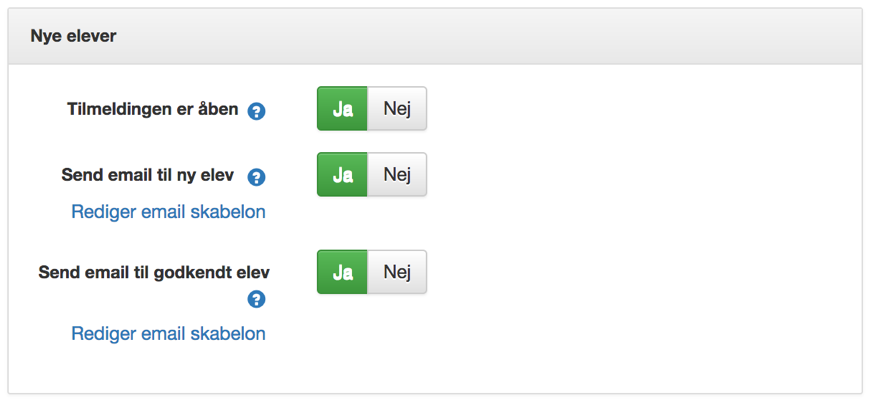 Nye elever
Tilmeldingen er åben ? Ja Nej
Send email til ny elev ? Ja Nej
Rediger email skabelon
Send email til godkendt elev Ja Nej
?
Rediger email skabelon